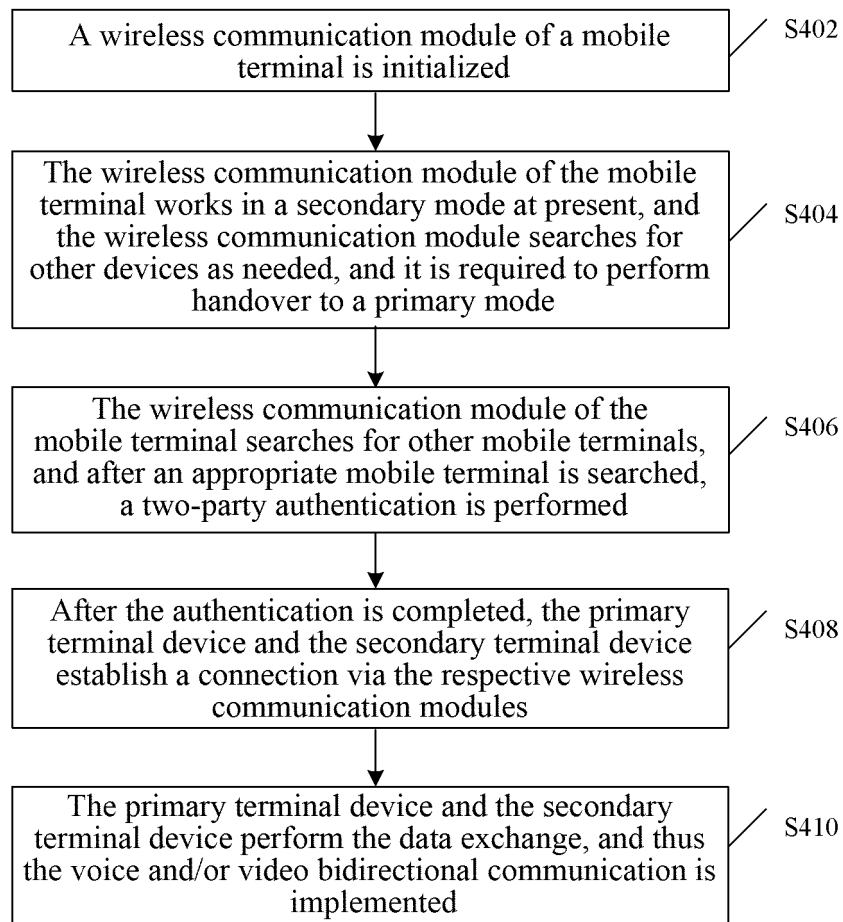 A wireless communication module of a mobile
terminal is initialized
S402
The wireless communication module of the mobile
terminal works in a secondary mode at present, and
the wireless communication module searches for
other devices as needed, and it is required to perform
handover to a primary mode
S404
The wireless communication module of the
mobile terminal searches for other mobile terminals,
and after an appropriate mobile terminal is searched,
a two-party authentication is performed
S406
After the authentication is completed, the primary
terminal device and the secondary terminal device
establish a connection via the respective wireless
communication modules
S408
The primary terminal device and the secondary
terminal device perform the data exchange, and thus
the voice and/or video bidirectional communication is
implemented
S410